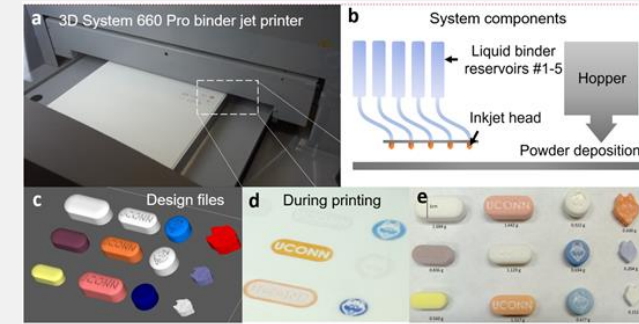 a 3D System 660 Pro binder jet printer
b System components
Liquid binder
reservoirs #1-5
Hopper
Inkjet head
Powder deposition
c Design files
UCONN
UCONN
UCONN
d During printing
UCONN
e
UCONN
UCONN